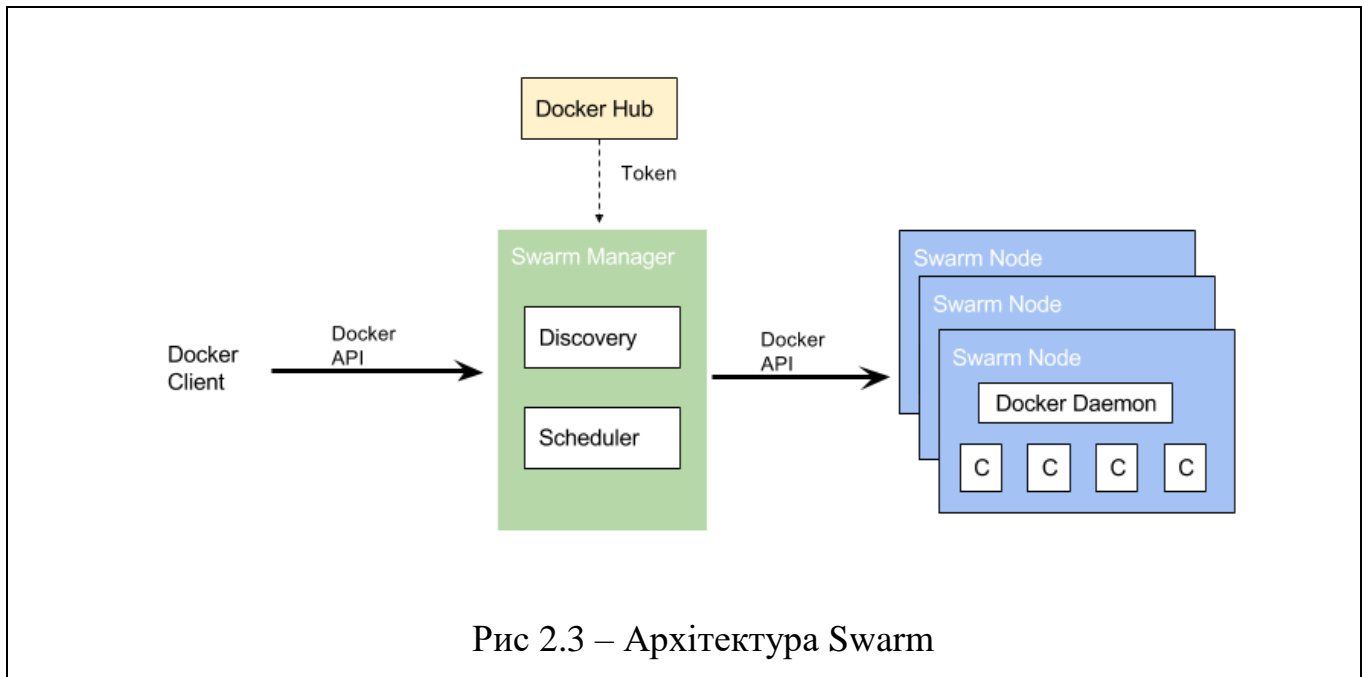 Docker Hub
Token
Swarm Manager
Discovery
Scheduler
Docker
Client
Docker
API
Docker
API
Swarm Node
Swarm Node
Swarm Node
Docker Daemon
C C C C
Рис 2.3 – Архітектура Swarm